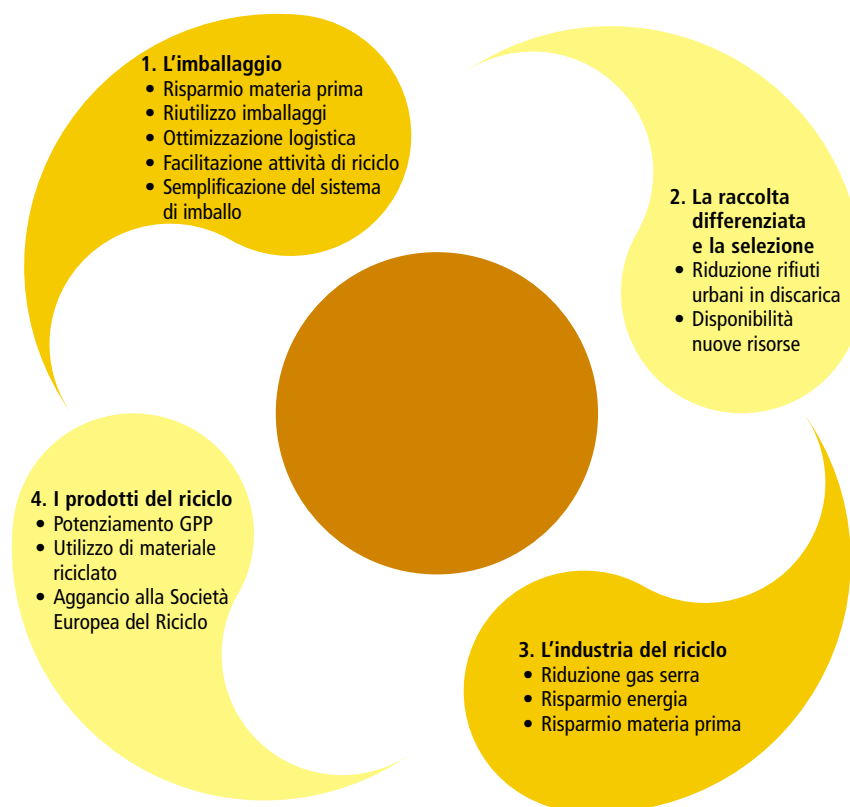 1. L'imballaggio
• Risparmio materia prima
• Riutilizzo imballaggi
• Ottimizzazione logistica
• Facilitazione attività di riciclo
• Semplificazione del sistema
di imballo
2. La raccolta
differenziata
e la selezione
• Riduzione rifiuti
urbani in discarica
• Disponibilità
nuove risorse
3. L'industria del riciclo
• Riduzione gas serra
• Risparmio energia
• Risparmio materia prima
4. I prodotti del riciclo
• Potenziamento GPP
• Utilizzo di materiale
riciclato
• Aggancio alla Società
Europea del Riciclo